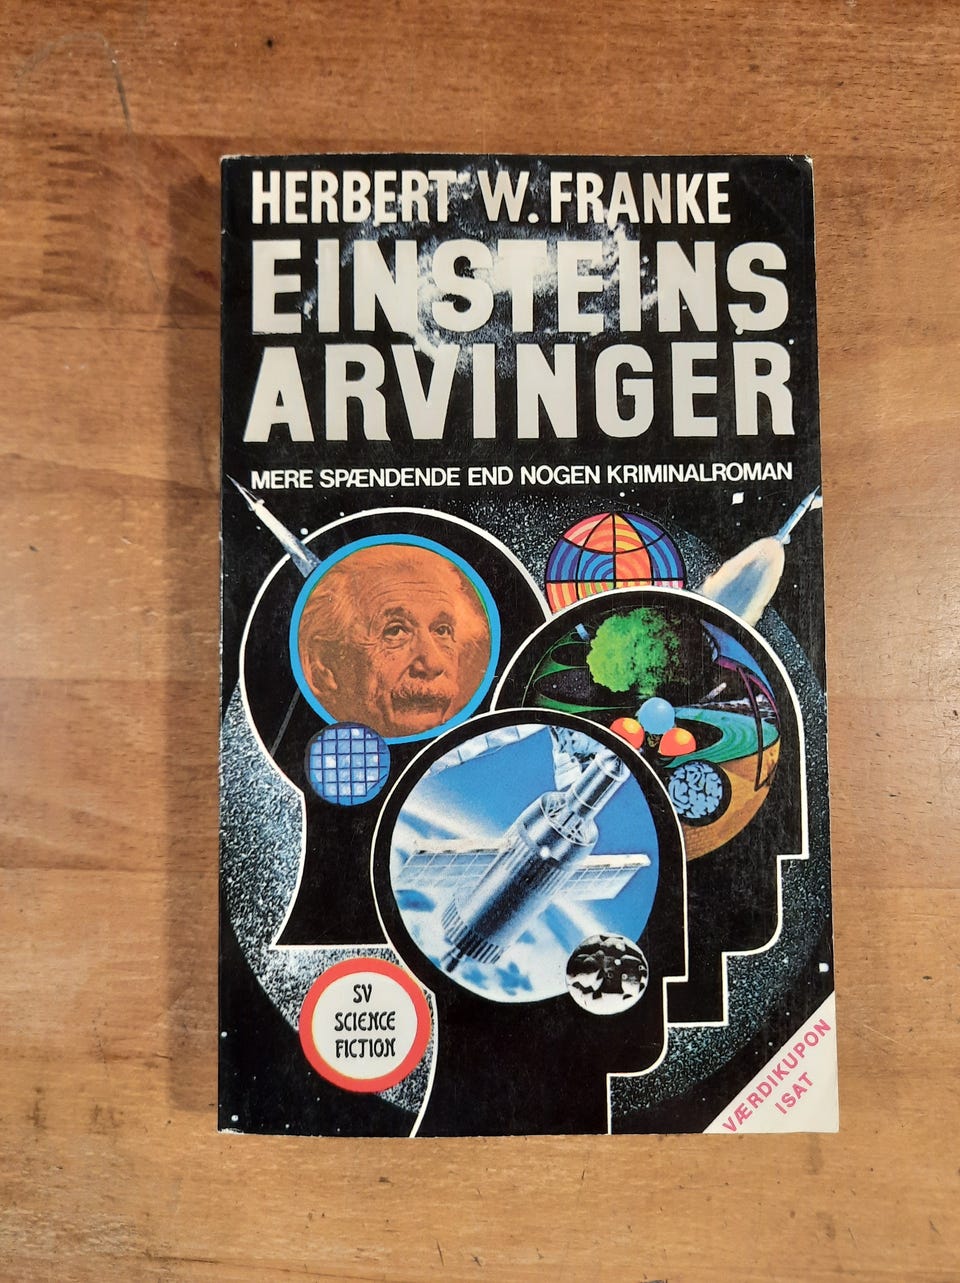 HERBERT W. FRANKE
EINSTEINS
ARVINGER
MERE SPÆNDENDE END NOGEN KRIMINALROMAN
SV
SCIENCE
FICTION
VÆRDIKUPON
ISAT